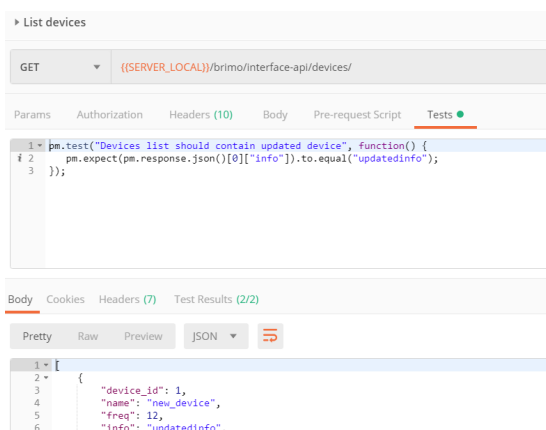 ▸ List devices
GET {{SERVER_LOCAL}}/brimo/interface-api/devices/
Params Authorization Headers (10) Body Pre-request Script Tests
1 pm.test("Devices list should contain updated device", function() {
i 2 pm.expect(pm.response.json()[0]["info"]).to.equal("updatedinfo");
3 });
Body Cookies Headers (7) Test Results (2/2)
Pretty Raw Preview JSON
1 [
2 {
3 "device_id": 1,
4 "name": "new_device",
5 "freq": 12,
6 "info": "updatedinfo"